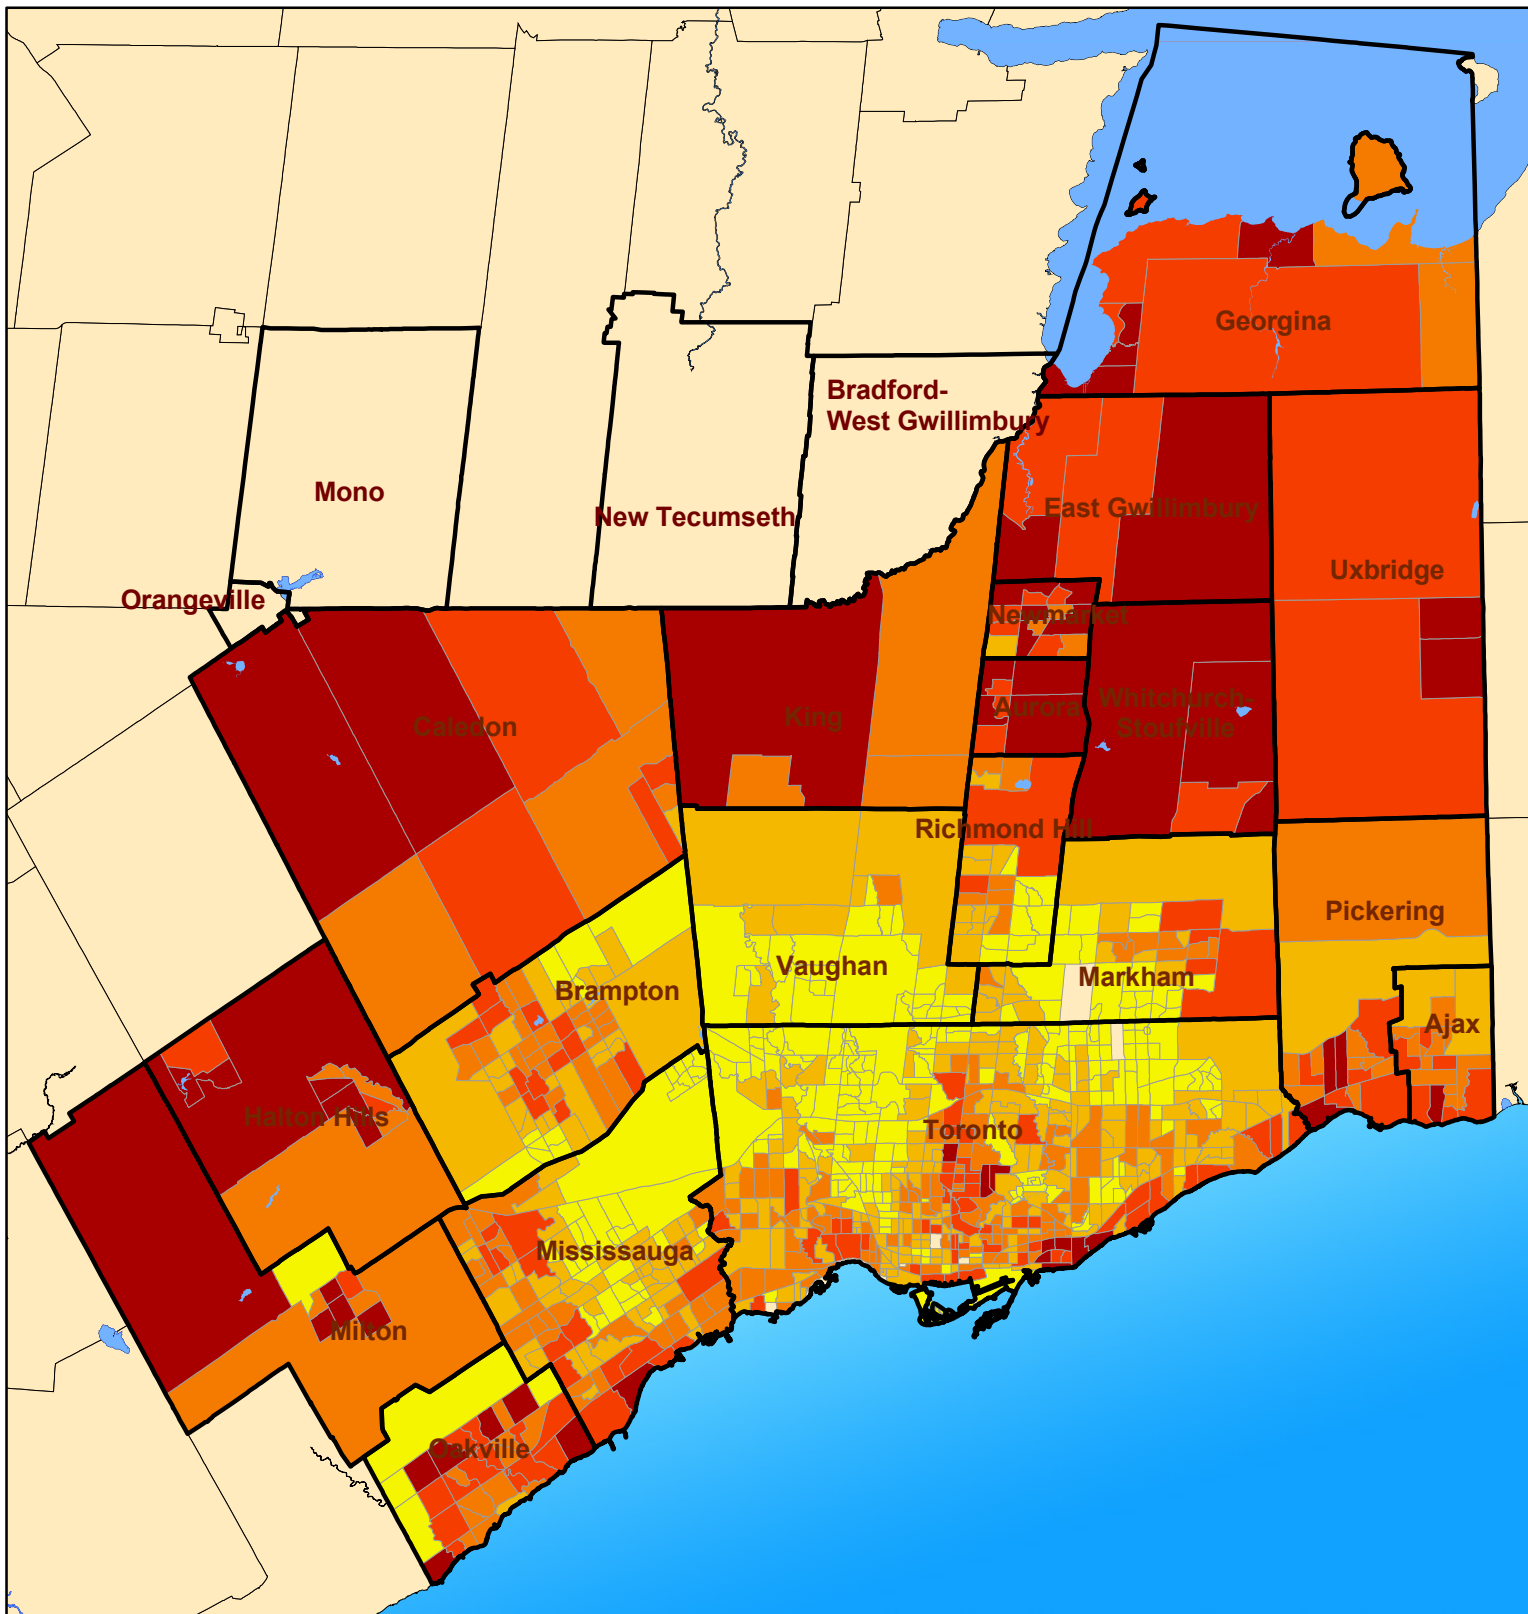 Georgina
Bradford-
West Gwillimbury
Mono
New Tecumseth
East Gwillimbury
Uxbridge
Orangeville
Newmarket
Caledon
King
Aurora
Whitchurch-
Stoufville
Richmond Hill
Pickering
Vaughan
Markham
Brampton
Ajax
Halton Hills
Toronto
Mississauga
Milton
Oakville